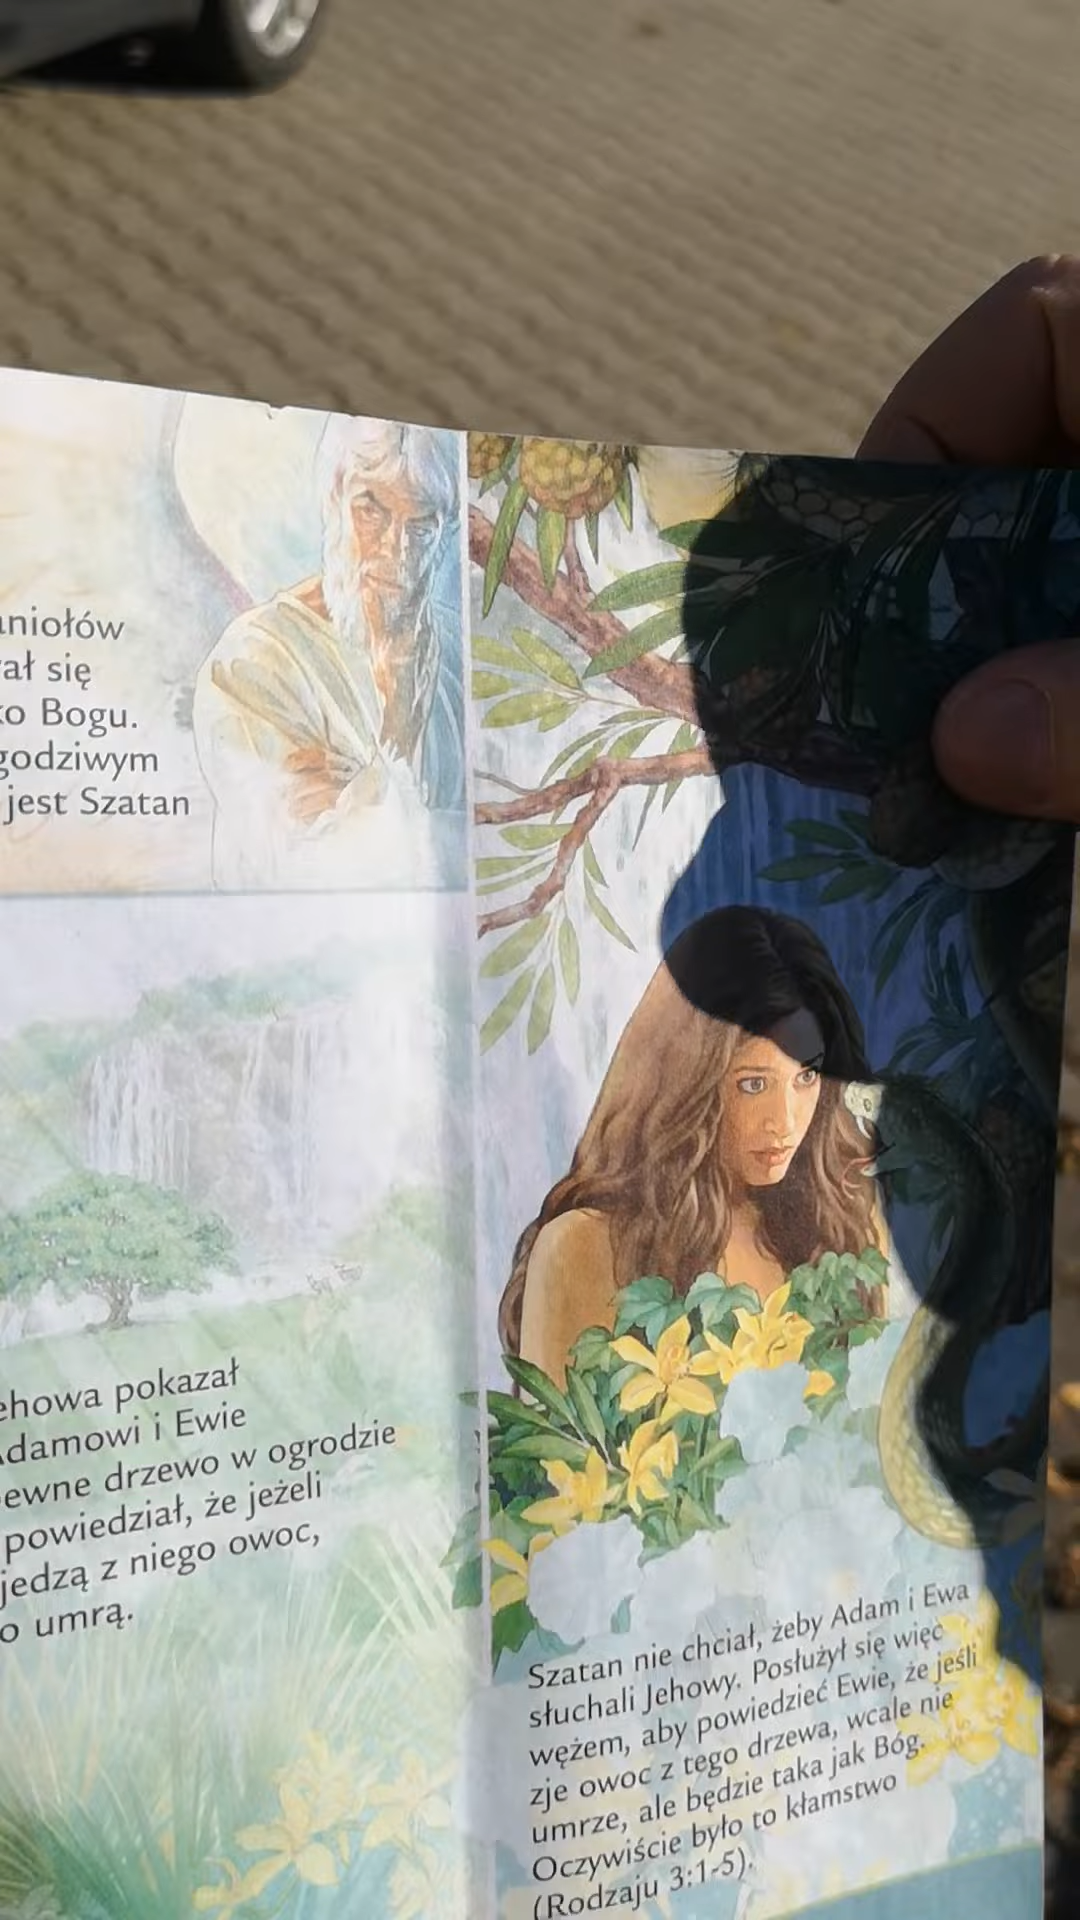 aniołów
ał się
ko Bogu.
godziwym
jest Szatan
ehowa pokazał
Adamowi i Ewie
ewne drzewo w ogrodzie
powiedział, że jeżeli
jedzą z niego owoc,
o umrą.
Szatan nie chciał, żeby Adam i Ewa
słuchali Jehowy. Posłużył się więc
wężem, aby powiedzieć Ewie, że jeśli
zje owoc z tego drzewa, wcale nie
umrze, ale będzie taka jak Bóg.
Oczywiście było to kłamstwo
(Rodzaju 3:1-5).